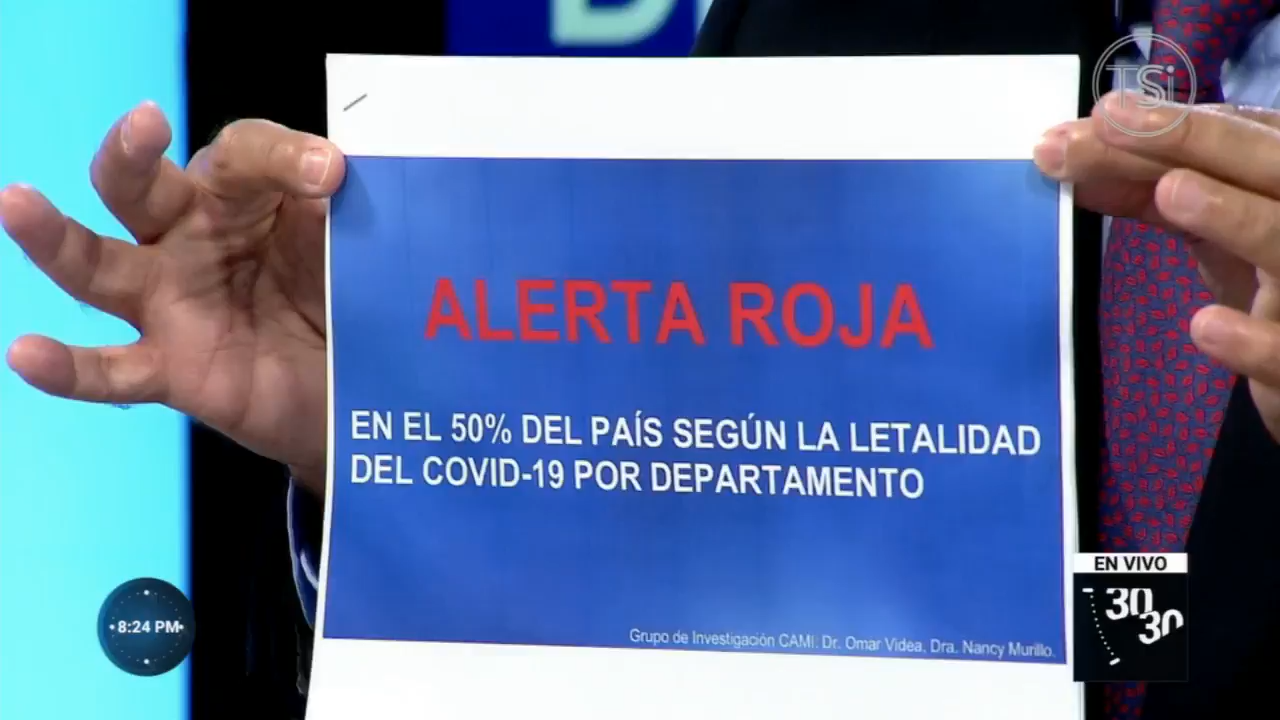 TSi
ALERTA ROJA
EN EL 50% DEL PAÍS SEGÚN LA LETALIDAD
DEL COVID-19 POR DEPARTAMENTO
Grupo de Investigación CAMI: Dr. Omar Videa, Dra. Nancy Murillo.
8:24 PM
EN VIVO
30
30